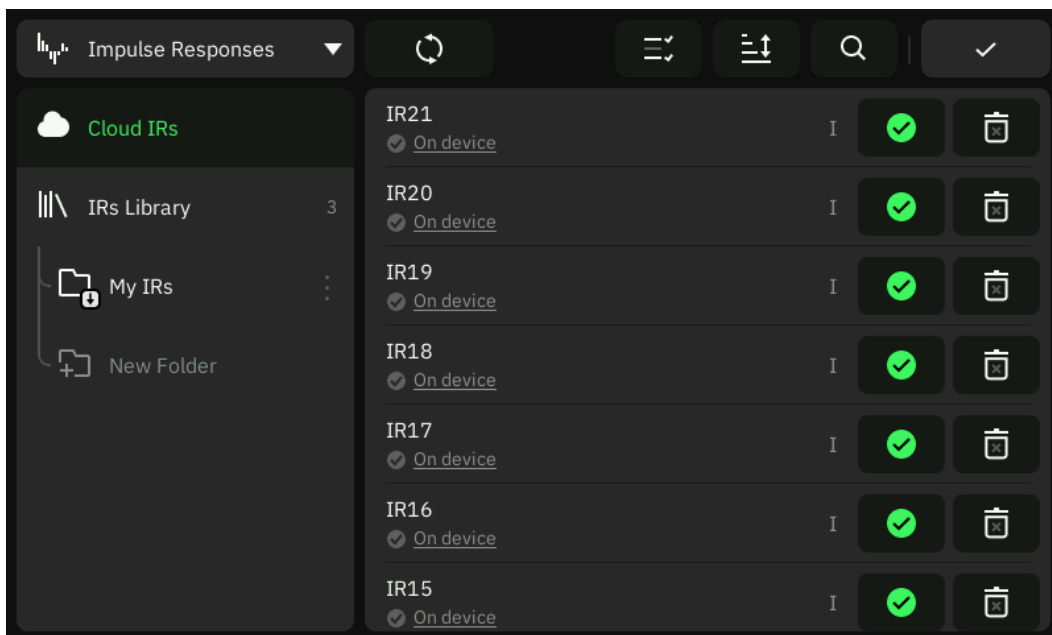 Impulse Responses
Cloud IRs
IRs Library 3
My IRs
New Folder
IR21
On device
I
IR20
On device
I
IR19
On device
I
IR18
On device
I
IR17
On device
I
IR16
On device
I
IR15
On device
I